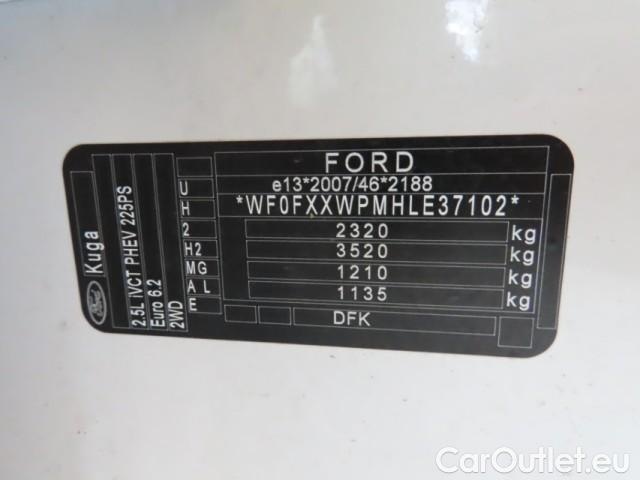 FORD
e13*2007/46*2188
*WF0FXXWPMHLE37102*
2320 kg
3520 kg
1210 kg
1135 kg
DFK
U
H
2
H2
MG
A L
E
Ford
Kuga
2.5L iVCT PHEV 225PS
Euro 6.2
2WD
CarOutlet.eu